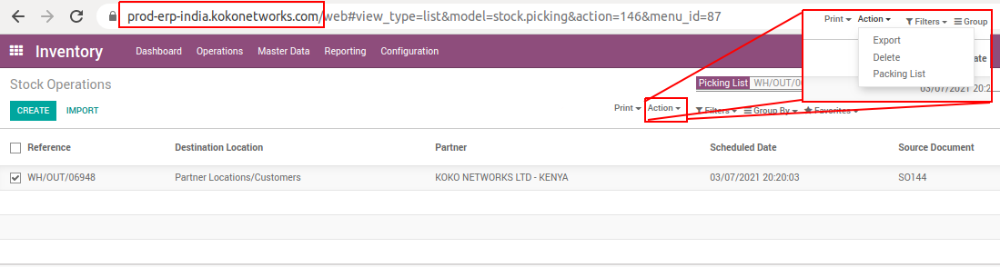 prod-erp-india.kokonetworks.com/web#view_type=list&model=stock.picking&action=146&menu_id=87
Print Action Filters Group
Export
Delete
Packing List
ate
03/07/2021 20:2
Inventory Dashboard Operations Master Data Reporting Configuration
Stock Operations
Picking List WH/OUT/06
CREATE IMPORT
Print Action Filters Group By Favorites
Reference Destination Location Partner Scheduled Date Source Document
WH/OUT/06948 Partner Locations/Customers KOKO NETWORKS LTD - KENYA 03/07/2021 20:20:03 SO144